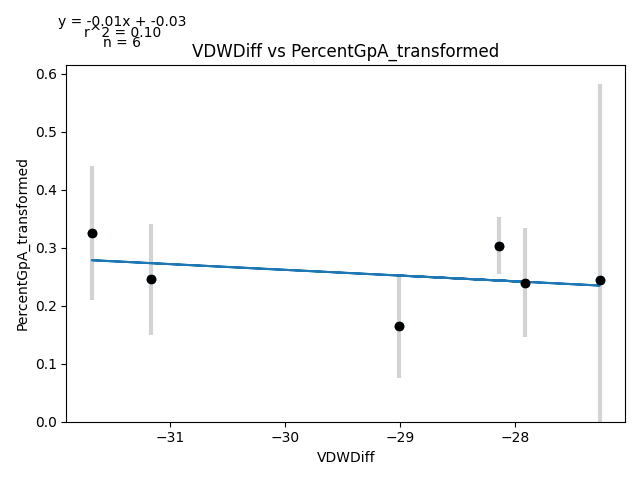 y = -0.01x + -0.03
r^2 = 0.10
n = 6
VDWDiff vs PercentGpA_transformed
0.6
0.5
0.4
0.3
0.2
0.1
0.0
PercentGpA_transformed
−31
−30
−29
−28
VDWDiff